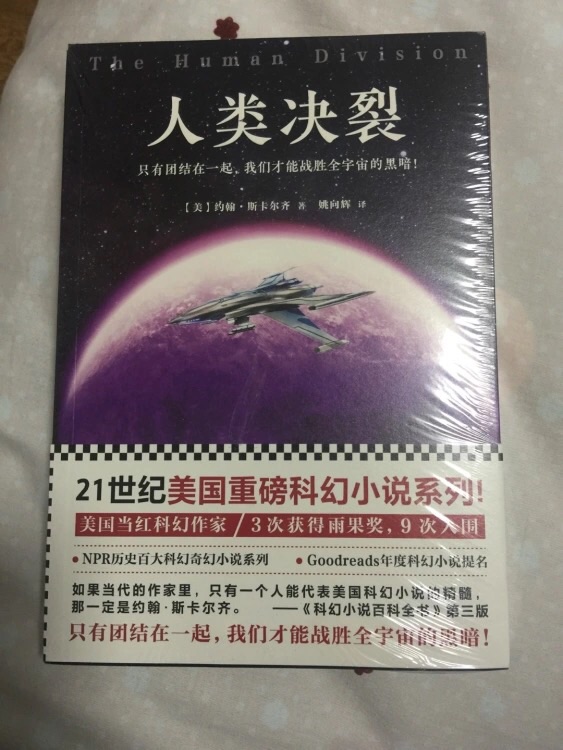 The Human Division
人类决裂
只有团结在一起，我们才能战胜全宇宙的黑暗！
【美】约翰·斯卡尔齐 著 姚向辉 译
21世纪美国重磅科幻小说系列！
美国当红科幻作家/3次获得雨果奖，9次入围
●NPR历史百大科幻奇幻小说系列 ●Goodreads年度科幻小说提名
如果当代的作家里，只有一个人能代表美国科幻小说的精髓，
那一定是约翰·斯卡尔齐。 ——《科幻小说百科全书》第三版
只有团结在一起，我们才能战胜全宇宙的黑暗！